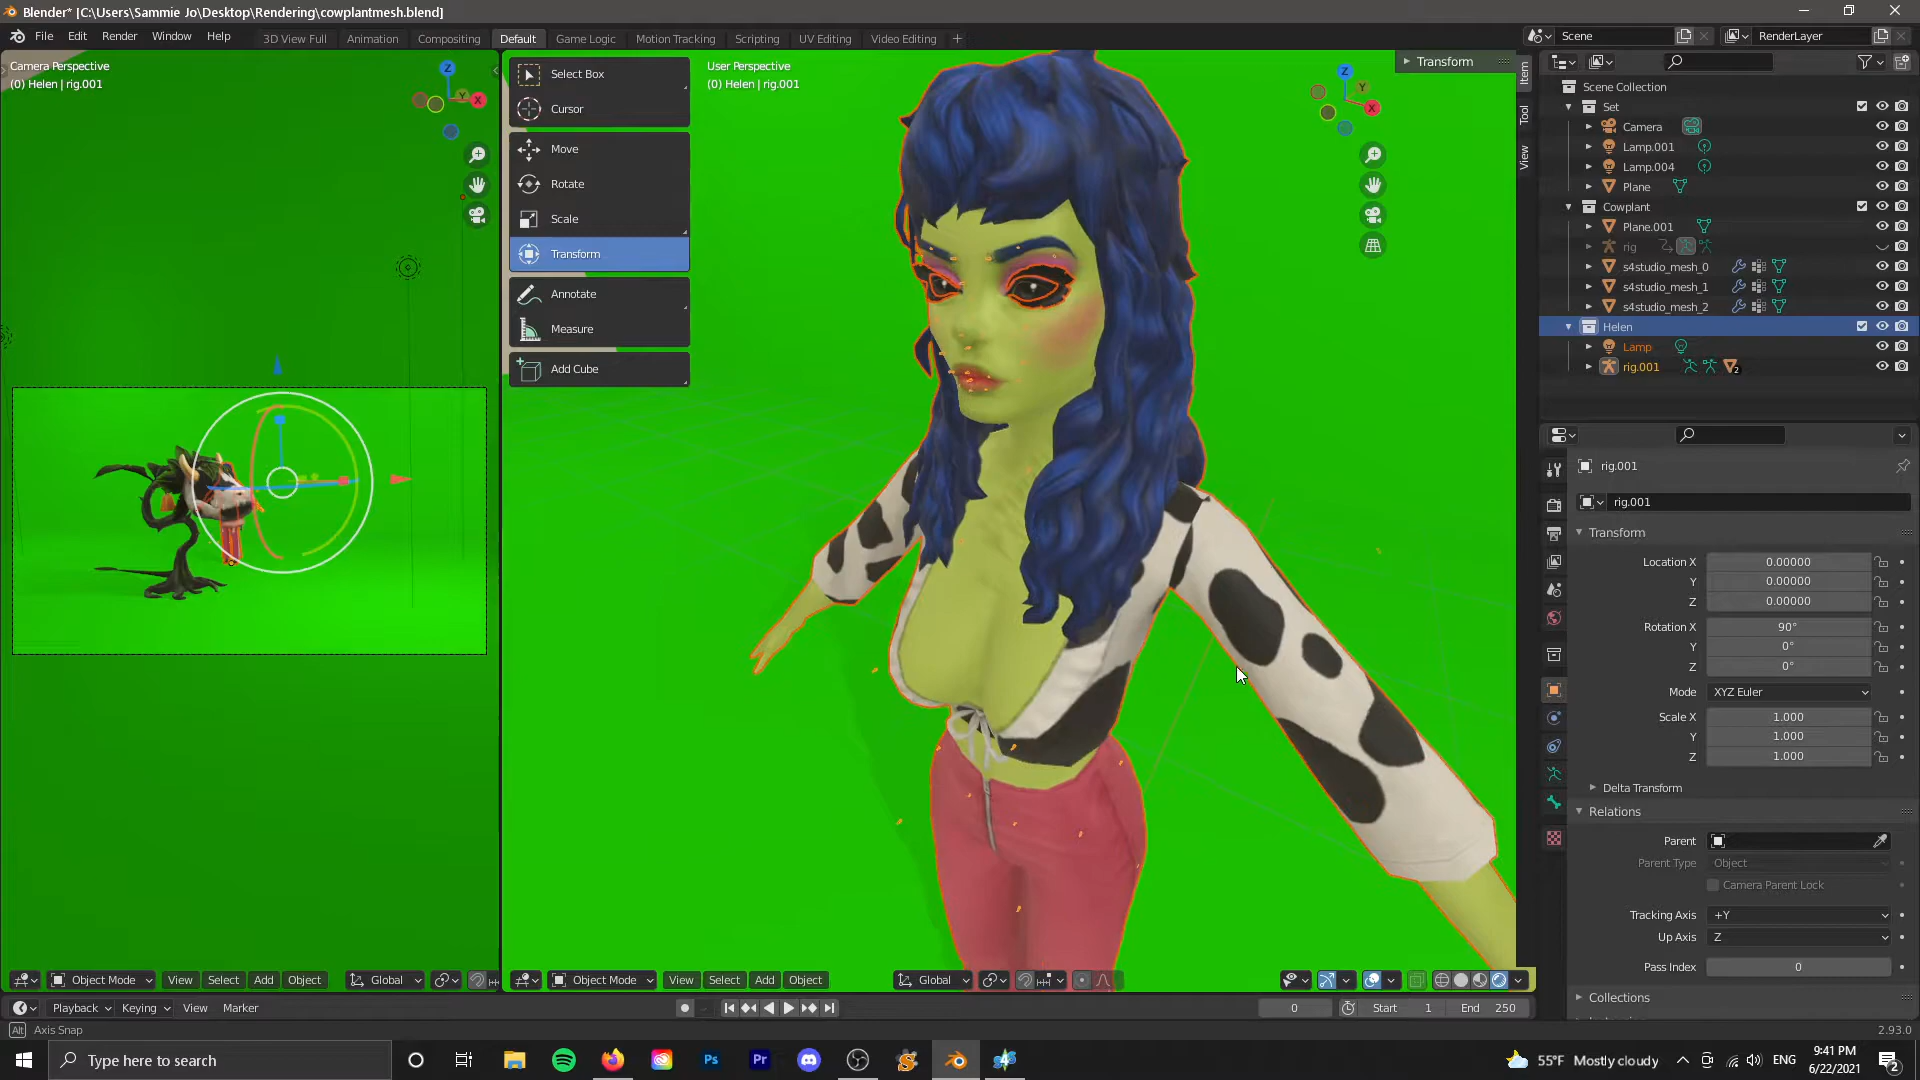 Blender* [C:\Users\Sammie Jo\Desktop\Rendering\cowplantmesh.blend]
File Edit Render Window Help
3D View Full Animation Compositing Default Game Logic Motion Tracking Scripting UV Editing Video Editing +
Scene
RenderLayer
Camera Perspective
(0) Helen | rig.001
Z
Y
X
Select Box
Cursor
Move
Rotate
Scale
Transform
Annotate
Measure
Add Cube
User Perspective
(0) Helen | rig.001
Transform
Z
Y
X
Item
Tool
View
Scene Collection
Set
Camera
Lamp.001
Lamp.004
Plane
Cowplant
Plane.001
rig
s4studio_mesh_0
s4studio_mesh_1
s4studio_mesh_2
Helen
Lamp
rig.001
2
rig.001
rig.001
Transform
Location X 0.00000
Y 0.00000
Z 0.00000
Rotation X 90°
Y 0°
Z 0°
Mode XYZ Euler
Scale X 1.000
Y 1.000
Z 1.000
Delta Transform
Relations
Parent
Parent Type Object
Camera Parent Lock
Tracking Axis +Y
Up Axis Z
Pass Index 0
Collections
Object Mode View Select Add Object Global
Object Mode View Select Add Object Global
Playback Keying View Marker
0 Start 1 End 250
Alt Axis Snap
2.93.0
Type here to search
Ps
Pr
4
55°F Mostly cloudy
ENG
9:41 PM
6/22/2021
2